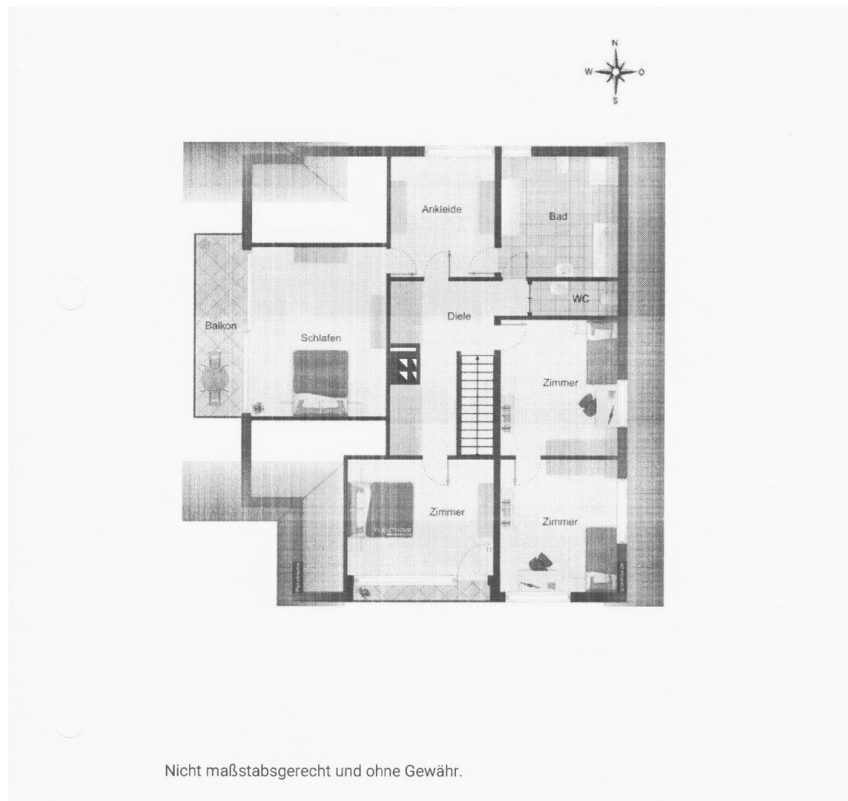 N
W O
S
Ankleide
Bad
WC
Diele
Balkon
Schlafen
Zimmer
Zimmer
Zimmer
Nicht maßstabsgerecht und ohne Gewähr.